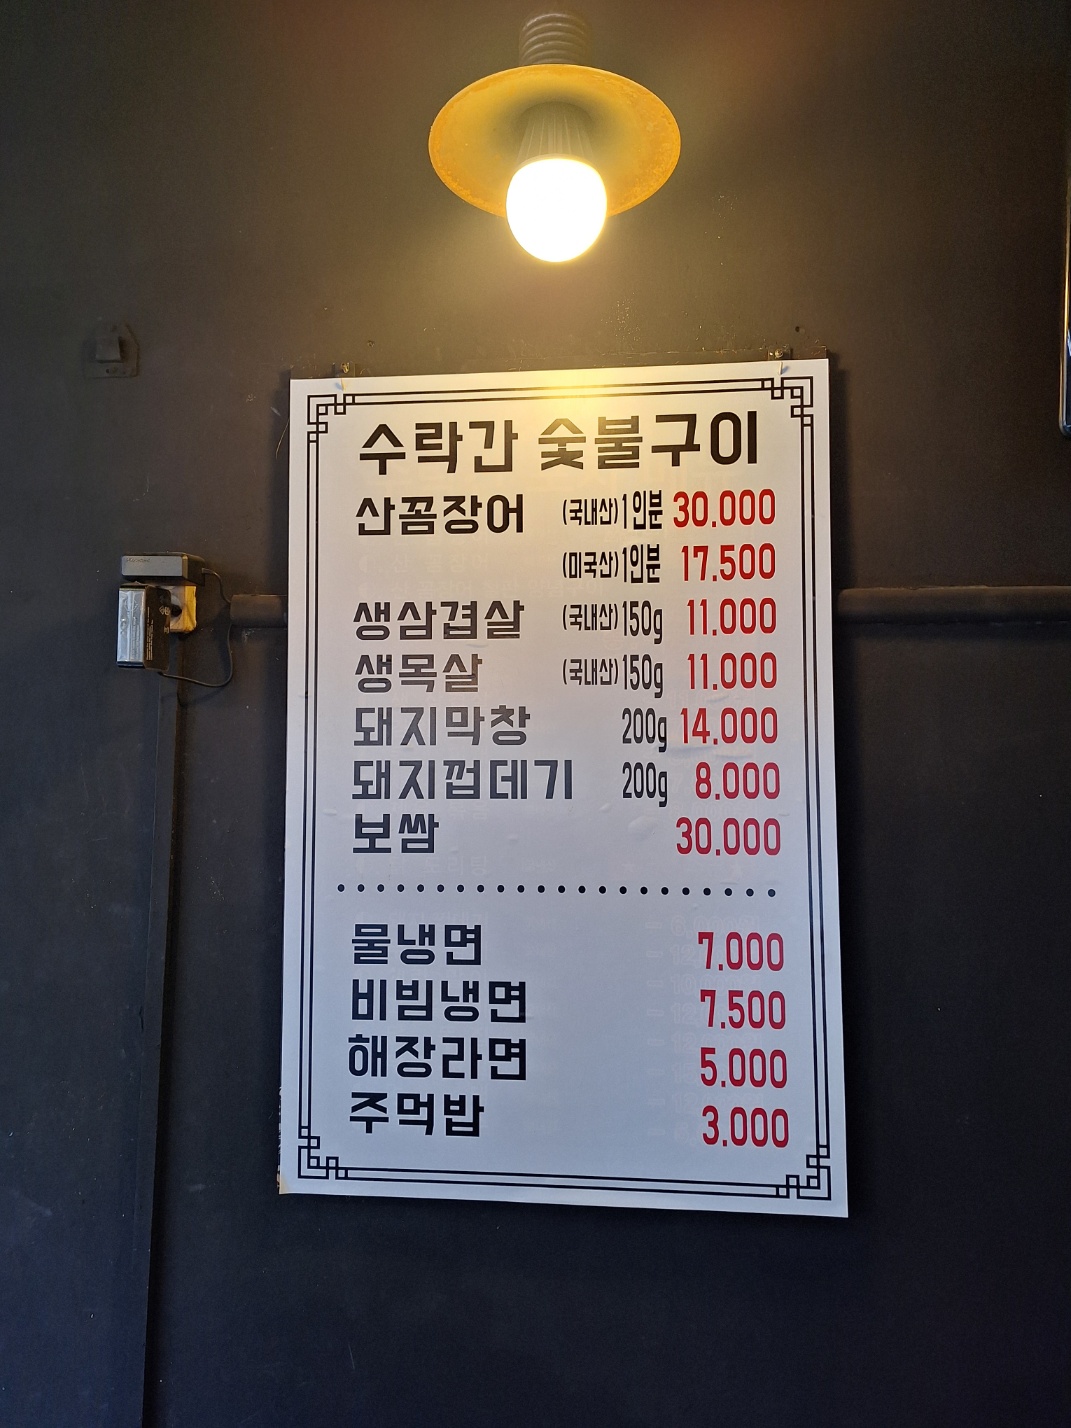 수락간 숯불구이
산꼼장어 (국내산) 1인분 30.000
(미국산) 1인분 17.500
생삼겹살 (국내산) 150g 11.000
생목살 (국내산) 150g 11.000
돼지막창 200g 14.000
돼지껍데기 200g 8.000
보쌈 30.000
물냉면 7.000
비빔냉면 7.500
해장라면 5.000
주먹밥 3.000